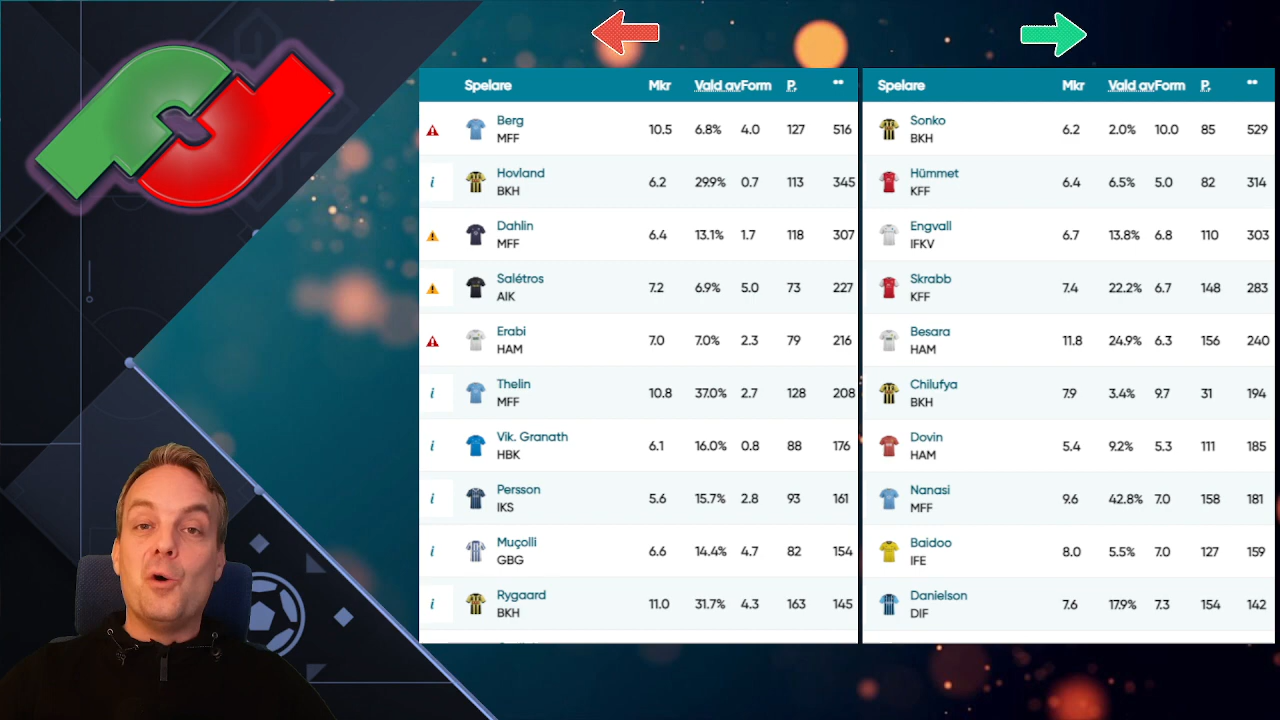 Spelare Mkr Vald av Form P. **
Berg 10.5 6.8% 4.0 127 516
MFF
Hovland 6.2 29.9% 0.7 113 345
BKH
Dahlin 6.4 13.1% 1.7 118 307
MFF
Salétros 7.2 6.9% 5.0 73 227
AIK
Erabi 7.0 7.0% 2.3 79 216
HAM
Thelin 10.8 37.0% 2.7 128 208
MFF
Vik. Granath 6.1 16.0% 0.8 88 176
HBK
Persson 5.6 15.7% 2.8 93 161
IKS
Muçolli 6.6 14.4% 4.7 82 154
GBG
Rygaard 11.0 31.7% 4.3 163 145
BKH
Spelare Mkr Vald av Form P. **
Sonko 6.2 2.0% 10.0 85 529
BKH
Hümmet 6.4 6.5% 5.0 82 314
KFF
Engvall 6.7 13.8% 6.8 110 303
IFKV
Skrabb 7.4 22.2% 6.7 148 283
KFF
Besara 11.8 24.9% 6.3 156 240
HAM
Chilufya 7.9 3.4% 9.7 31 194
BKH
Dovin 5.4 9.2% 5.3 111 185
HAM
Nanasi 9.6 42.8% 7.0 158 181
MFF
Baidoo 8.0 5.5% 7.0 127 159
IFE
Danielson 7.6 17.9% 7.3 154 142
DIF